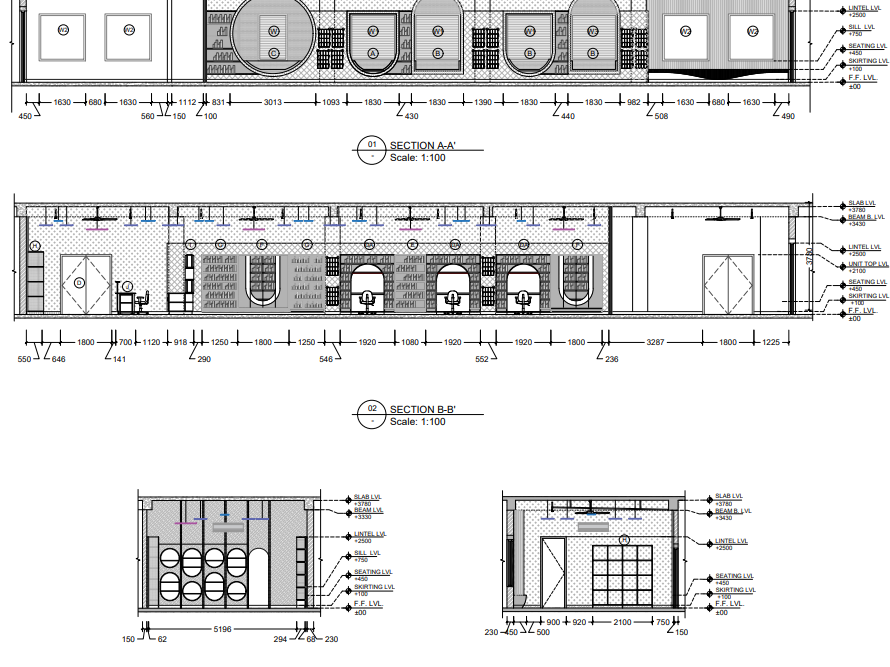 LINTEL LVL
+2500
SILL LVL
+750
SEATING LVL
+450
SKIRTING LVL
+100
F.F. LVL.
±00
W2 W2 W W1 W1 W1 W3 W2 W2
C A B B B
1630 680 1630 1112 831 3013 1093 1830 1830 1390 1830 1830 982 1630 680 1630
450 560 150 100 430 440 508 490
01 SECTION A-A'
- Scale: 1:100
SLAB LVL
+3780
BEAM B. LVL
+3430
LINTEL LVL
+2500
UNIT TOP LVL
+2100
SEATING LVL
+450
SKIRTING LVL
+100
F.F. LVL.
±00
3780
H I G F G GA E GA GA F
D J
1800 700 1120 918 1250 1800 1250 1920 1080 1920 1920 1800 3287 1800 1225
550 646 141 290 546 552 236
02 SECTION B-B'
- Scale: 1:100
SLAB LVL
+3780
BEAM LVL
+3330
LINTEL LVL
+2500
SILL LVL
+750
SEATING LVL
+450
SKIRTING LVL
+100
F.F. LVL.
±00
5196
150 62 294 68 230
SLAB LVL
+3780
BEAM B. LVL
+3430
LINTEL LVL
+2500
SEATING LVL
+450
SKIRTING LVL
+100
F.F. LVL.
±00
H
900 920 2100 750
230 450 500 150